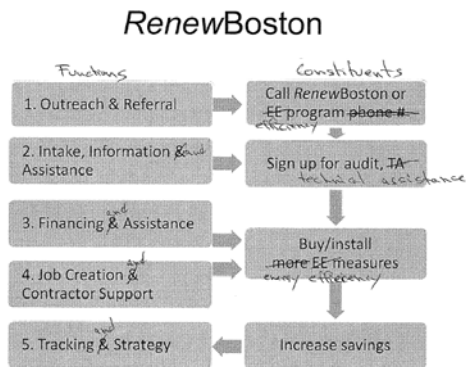 RenewBoston
Functions
Constituents
1. Outreach & Referral
Call RenewBoston or
EE program phone #
efficiency
2. Intake, Information & and
Assistance
Sign up for audit, TA
technical assistance
and
3. Financing & Assistance
Buy/install
more EE measures
energy efficiency
and
4. Job Creation &
Contractor Support
and
5. Tracking & Strategy
Increase savings